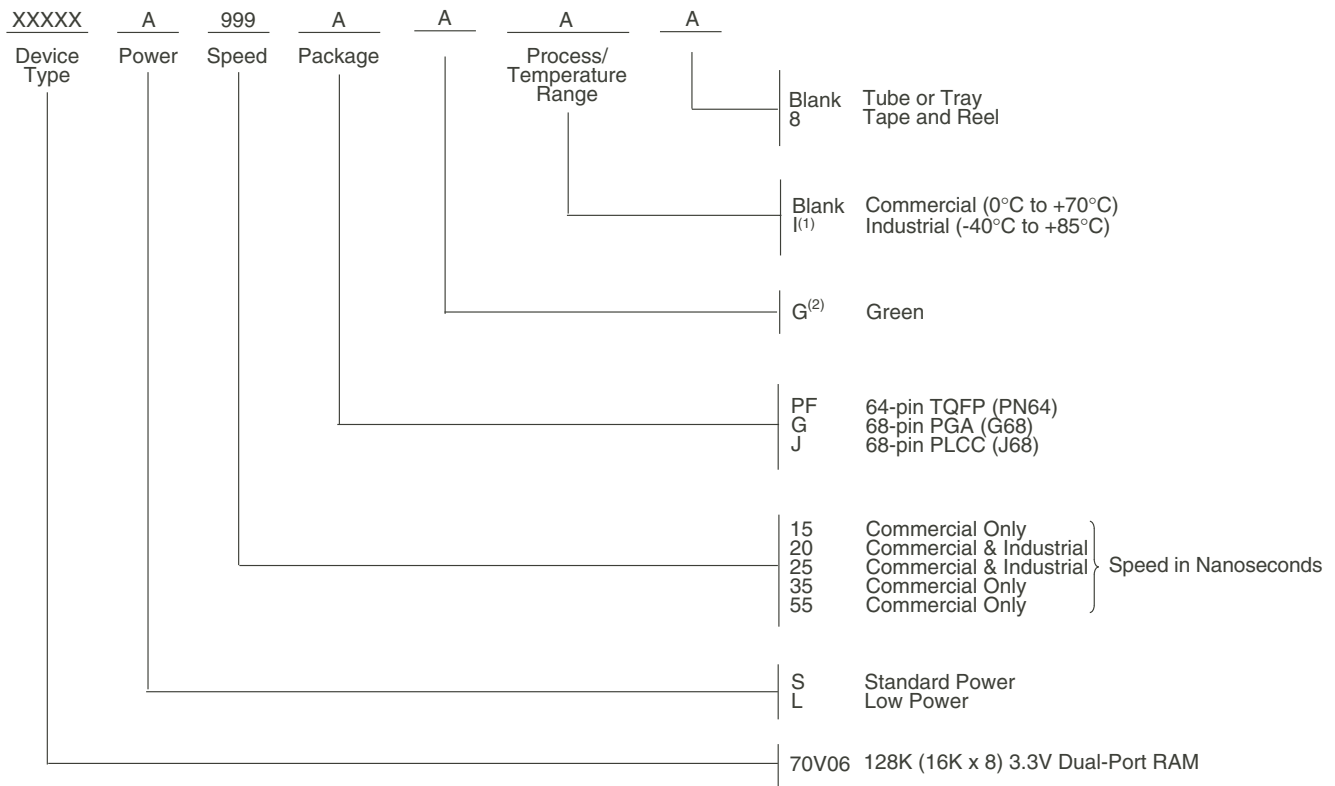 XXXXX A 999 A A A A
Device Type Power Speed Package Process/ Temperature Range
Blank Tube or Tray
8 Tape and Reel
Blank Commercial (0°C to +70°C)
I(1) Industrial (-40°C to +85°C)
G(2) Green
PF 64-pin TQFP (PN64)
G 68-pin PGA (G68)
J 68-pin PLCC (J68)
15 Commercial Only
20 Commercial & Industrial
25 Commercial & Industrial
35 Commercial Only
55 Commercial Only
Speed in Nanoseconds
S Standard Power
L Low Power
70V06 128K (16K x 8) 3.3V Dual-Port RAM